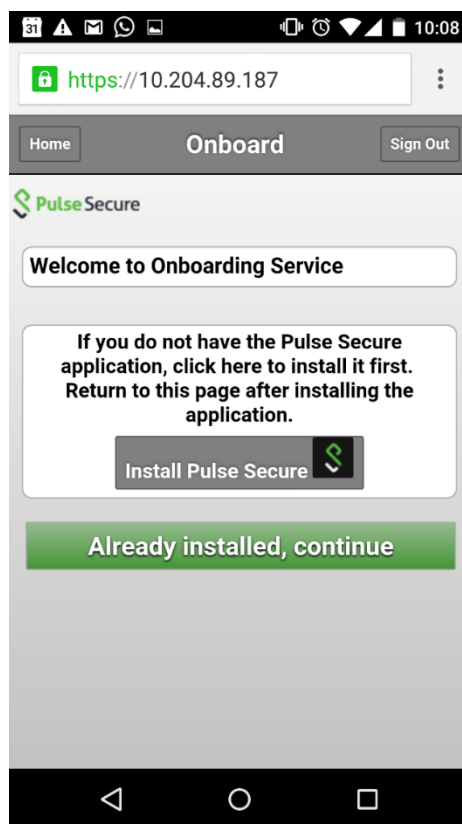 31 10:08
https://10.204.89.187
Home Onboard Sign Out
Pulse Secure
Welcome to Onboarding Service
If you do not have the Pulse Secure
application, click here to install it first.
Return to this page after installing the
application.
Install Pulse Secure
Already installed, continue